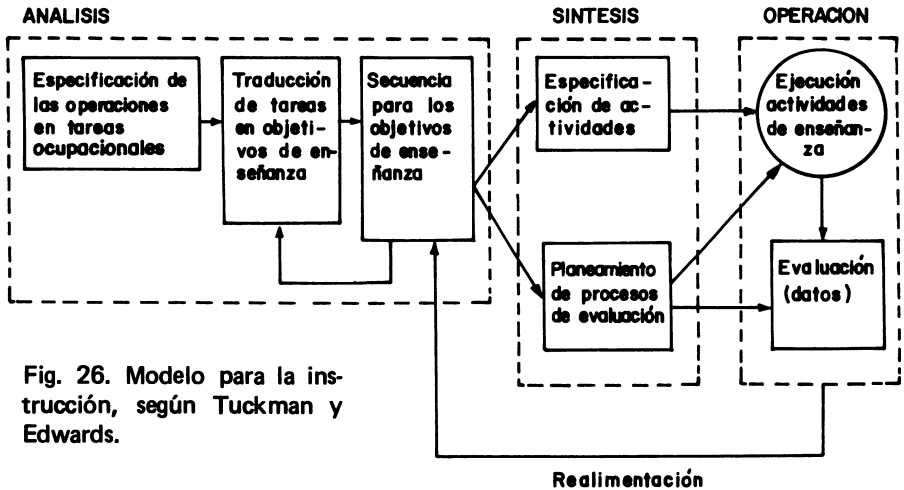 ANALISIS
Especificación de
las operaciones
en tareas
ocupacionales
Traducción
de tareas
en objeti-
vos de en-
señanza
Secuencia
para los
objetivos
de ense-
ñanza
SINTESIS
Especifica-
ción de ac-
tividades
Planeamiento
de procesos
de evaluación
OPERACION
Ejecución
actividades
de enseñan-
za
Evaluación
(datos)
Fig. 26. Modelo para la ins-
trucción, según Tuckman y
Edwards.
Realimentación